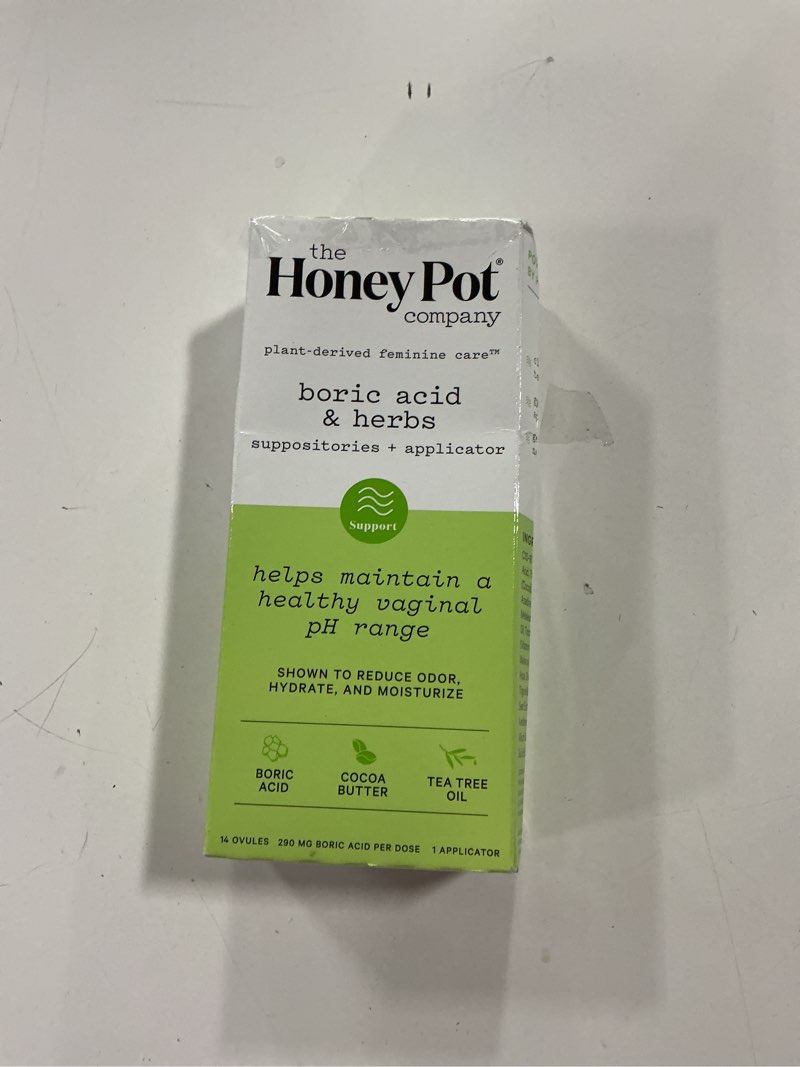 the
Honey Pot®
company
plant-derived feminine care™
boric acid
& herbs
suppositories + applicator
Support
helps maintain a
healthy vaginal
pH range
SHOWN TO REDUCE ODOR,
HYDRATE, AND MOISTURIZE
BORIC
ACID
COCOA
BUTTER
TEA TREE
OIL
14 OVULES 290 MG BORIC ACID PER DOSE 1 APPLICATOR